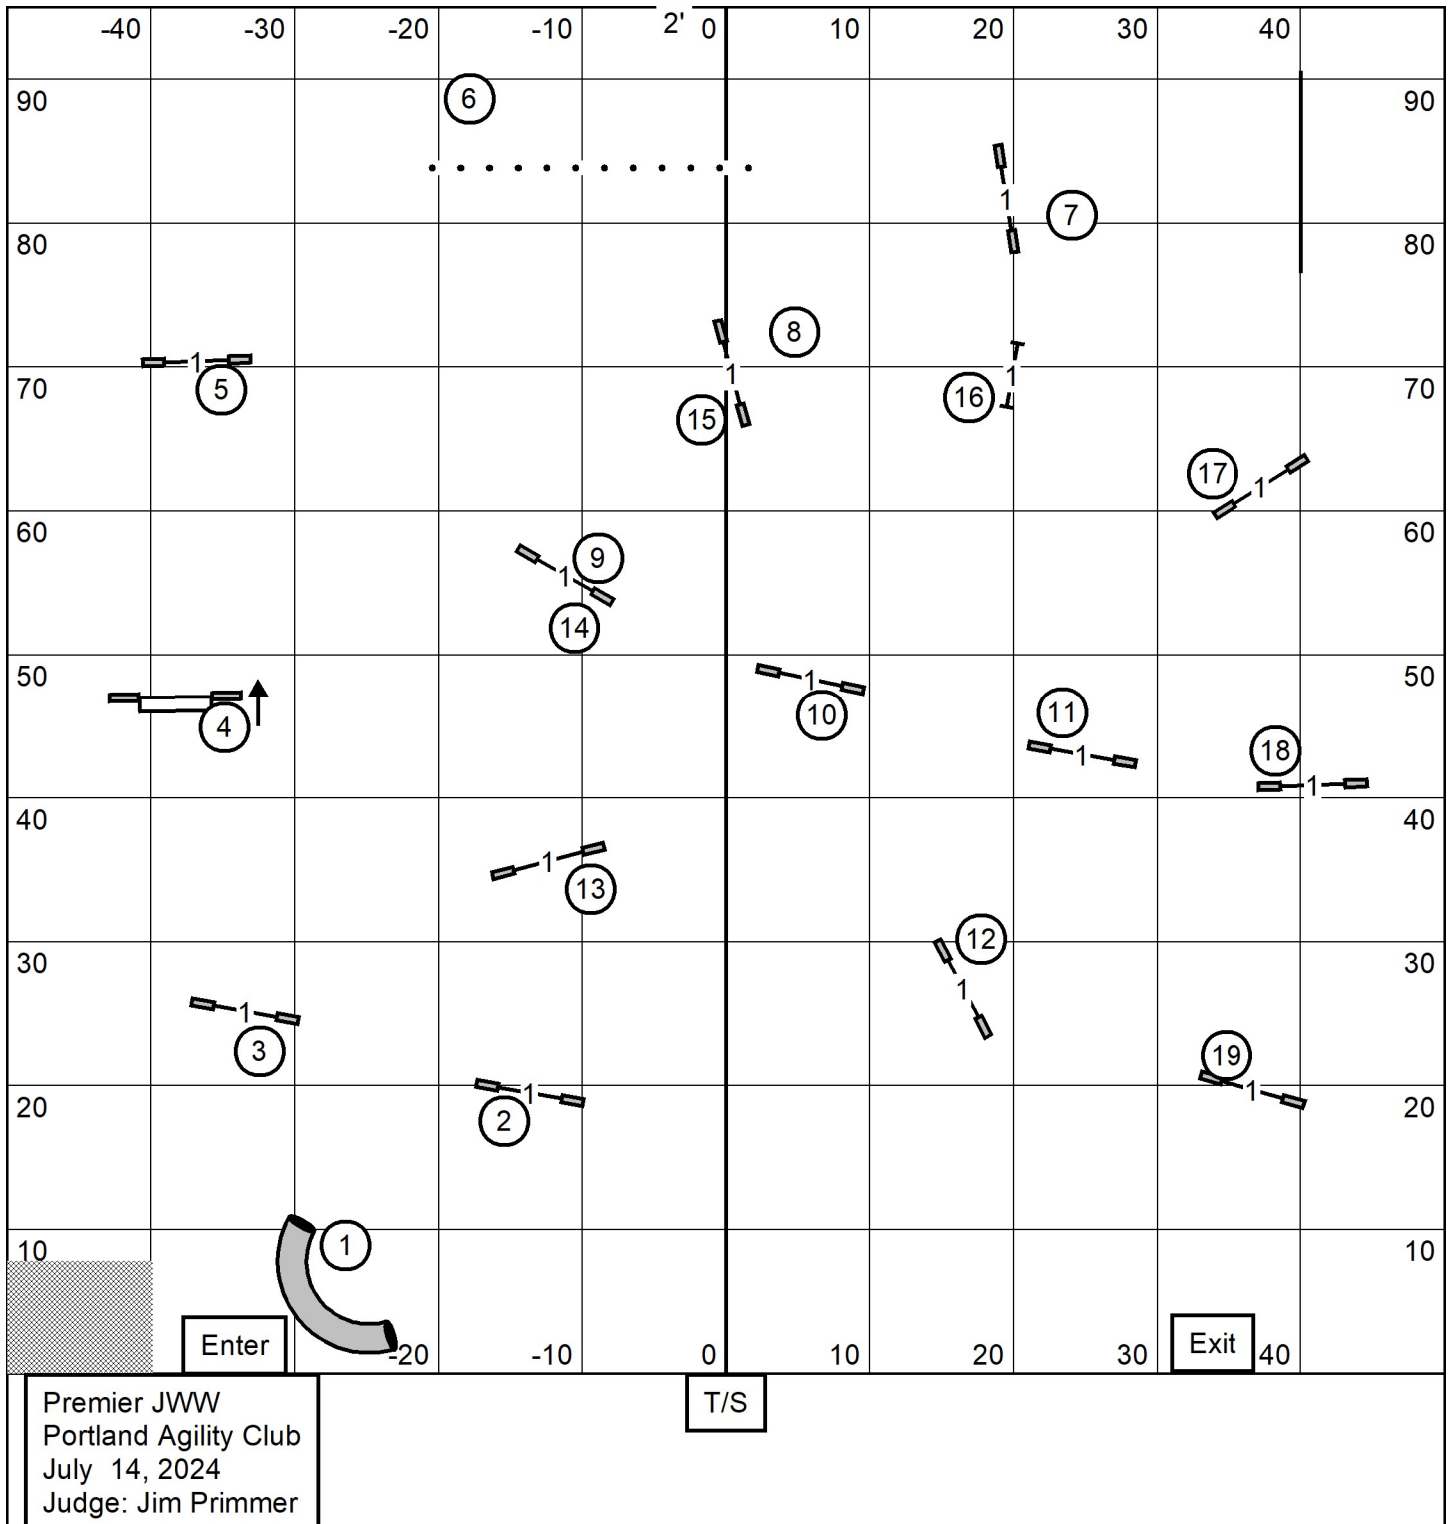 -40 -30 -20 -10 2' 0 10 20 30 40
90 6 90
7
80 80
8
1
1
5
70 1 70
16
15
17
1
60 60
9
1
14
50 1 50
10
11
4
18
1
1
40 40
1
13
12
30 30
1
1
3
19
20 1 1 20
2
10 1 10
Enter -20 -10 0 10 20 30 Exit 40
Premier JWW T/S
Portland Agility Club
July 14, 2024
Judge: Jim Primmer